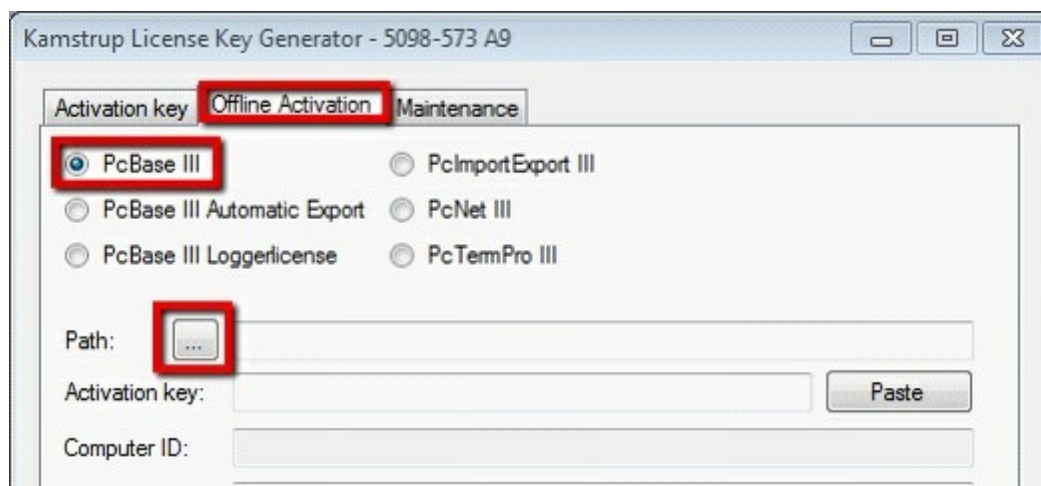 Kamstrup License Key Generator - 5098-573 A9
Activation key Offline Activation Maintenance
PcBase III PcImportExport III
PcBase III Automatic Export PcNet III
PcBase III Loggerlicense PcTermPro III
Path: ...
Activation key: Paste
Computer ID: